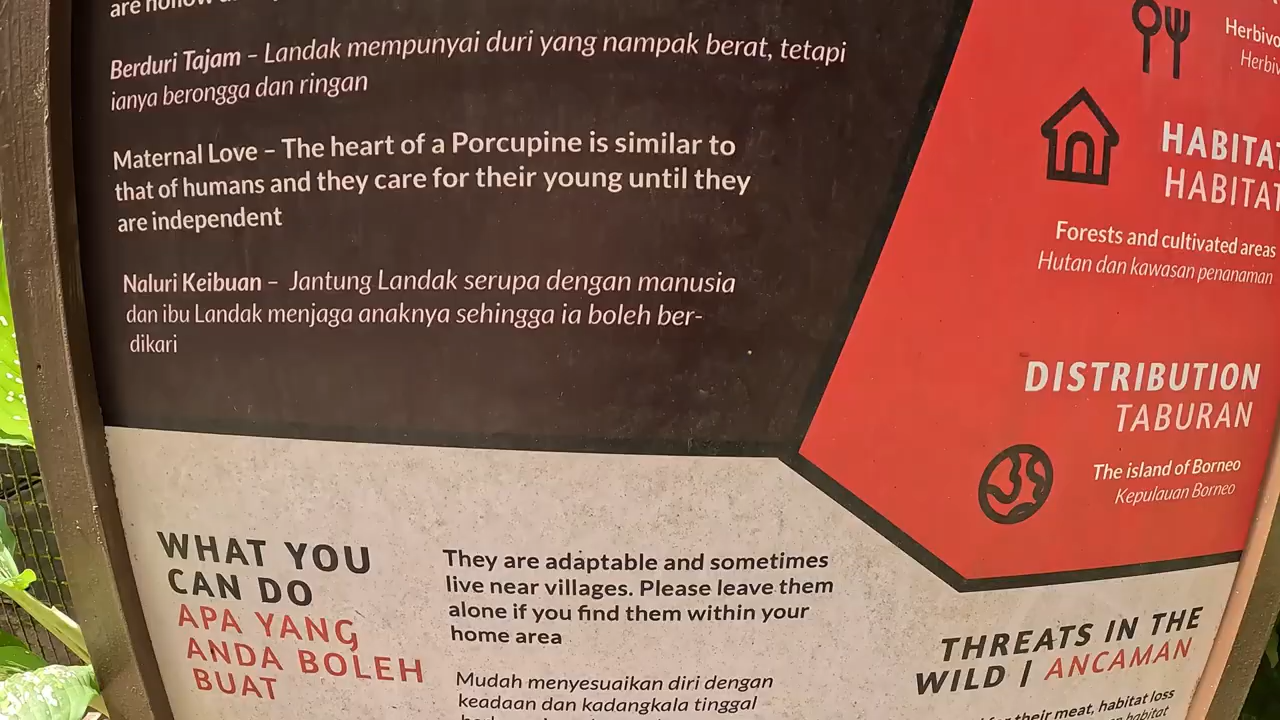 are hollow
Berduri Tajam – Landak mempunyai duri yang nampak berat, tetapi
ianya berongga dan ringan
Maternal Love – The heart of a Porcupine is similar to
that of humans and they care for their young until they
are independent
Naluri Keibuan – Jantung Landak serupa dengan manusia
dan ibu Landak menjaga anaknya sehingga ia boleh ber-
dikari
HABITAT
HABITAT
Forests and cultivated areas
Hutan dan kawasan penanaman
DISTRIBUTION
TABURAN
The island of Borneo
Kepulauan Borneo
WHAT YOU
CAN DO
APA YANG
ANDA BOLEH
BUAT
They are adaptable and sometimes
live near villages. Please leave them
alone if you find them within your
home area
Mudah menyesuaikan diri dengan
keadaan dan kadangkala tinggal
THREATS IN THE
WILD | ANCAMAN
for their meat, habitat loss
habitat